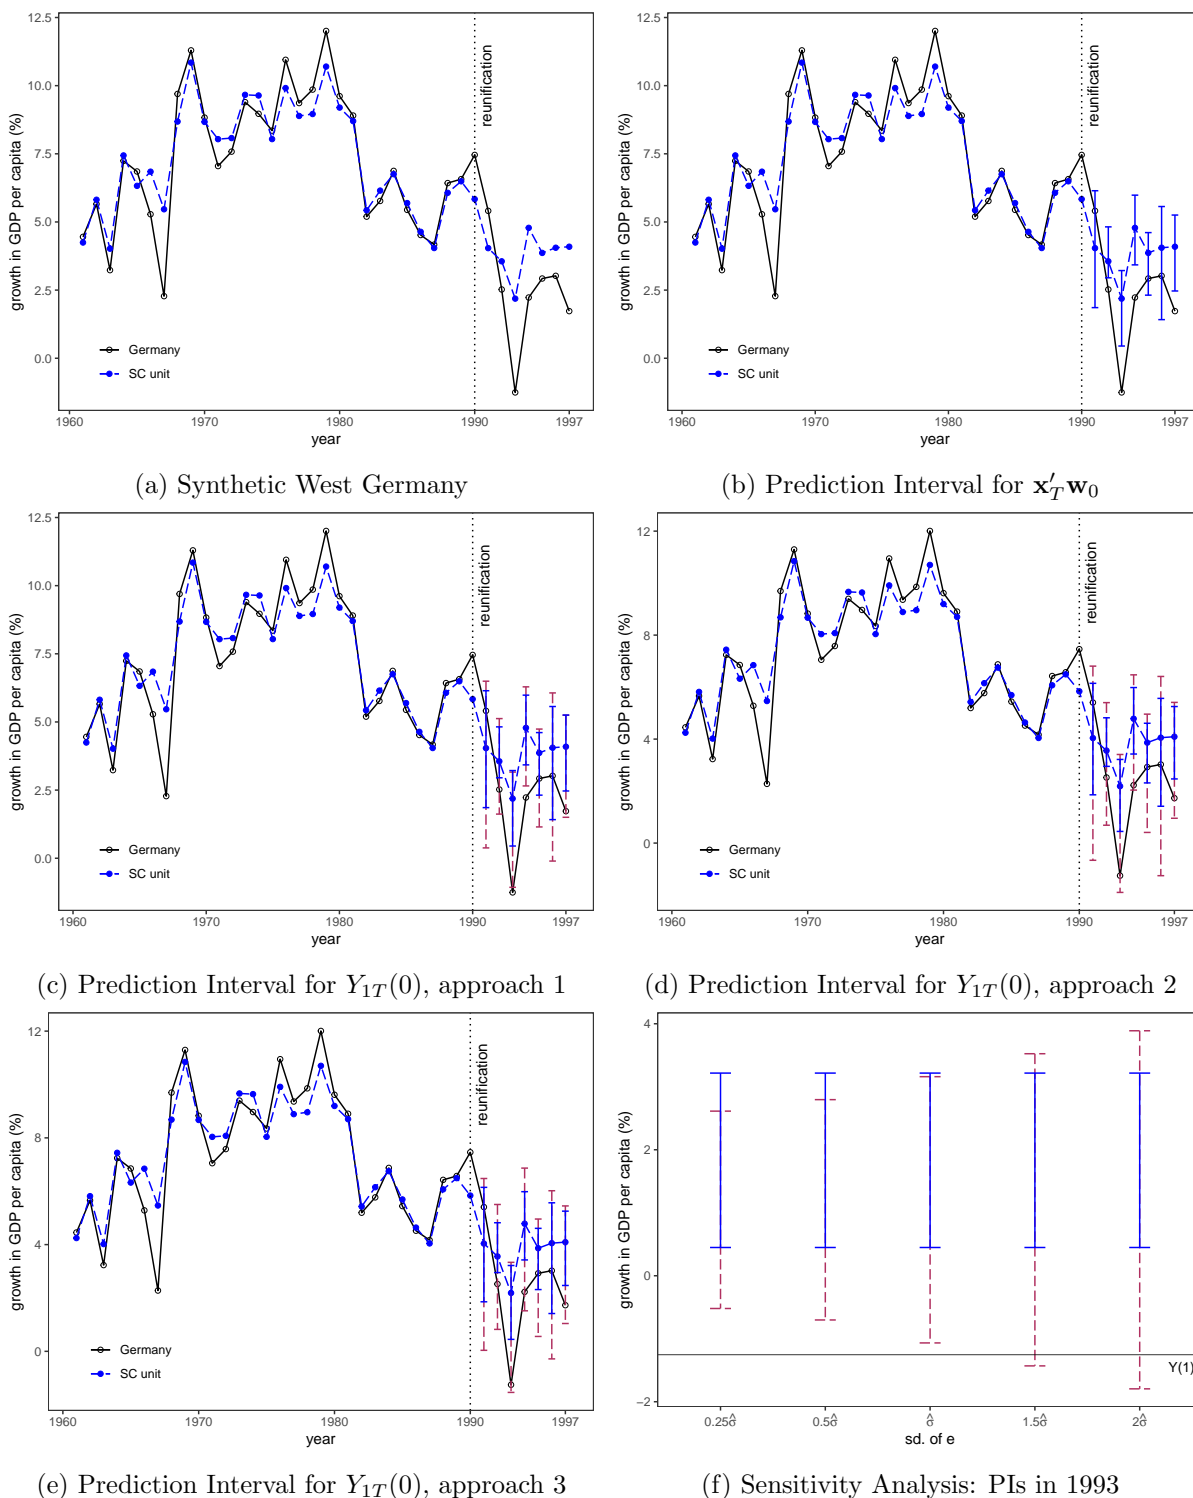 12.5
10.0
7.5
5.0
2.5
0.0
growth in GDP per capita (%)
reunification
Germany
SC unit
1960 1970 1980 1990 1997
year
(a) Synthetic West Germany
12.5
10.0
7.5
5.0
2.5
0.0
growth in GDP per capita (%)
reunification
Germany
SC unit
1960 1970 1980 1990 1997
year
(b) Prediction Interval for x′_T w_0
12.5
10.0
7.5
5.0
2.5
0.0
growth in GDP per capita (%)
reunification
Germany
SC unit
1960 1970 1980 1990 1997
year
(c) Prediction Interval for Y_{1T}(0), approach 1
12
8
4
0
growth in GDP per capita (%)
reunification
Germany
SC unit
1960 1970 1980 1990 1997
year
(d) Prediction Interval for Y_{1T}(0), approach 2
12
8
4
0
growth in GDP per capita (%)
reunification
Germany
SC unit
1960 1970 1980 1990 1997
year
(e) Prediction Interval for Y_{1T}(0), approach 3
4
2
0
−2
growth in GDP per capita (%)
Y(1)
0.25σ̂ 0.5σ̂ σ̂ 1.5σ̂ 2σ̂
sd. of e
(f) Sensitivity Analysis: PIs in 1993